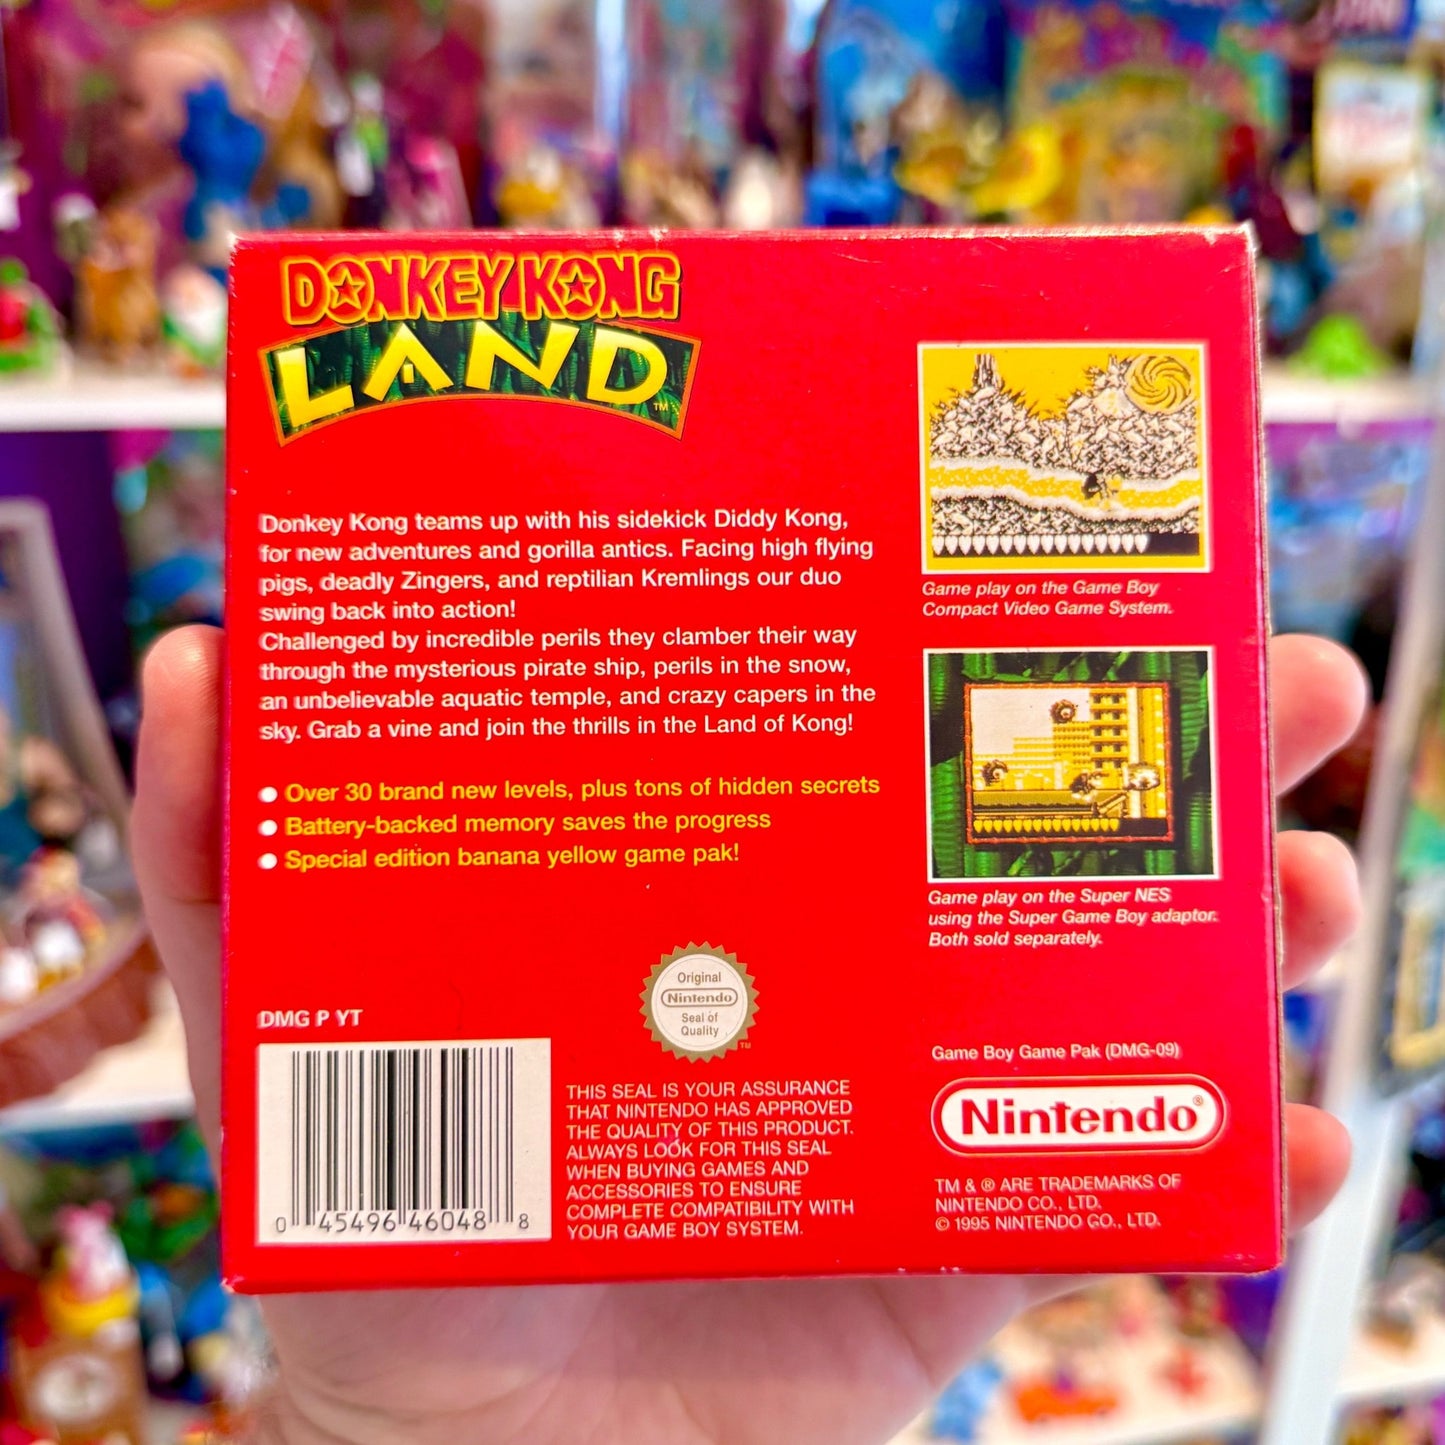 DONKEY KONG
LAND ™
Donkey Kong teams up with his sidekick Diddy Kong,
for new adventures and gorilla antics. Facing high flying
pigs, deadly Zingers, and reptilian Kremlings our duo
swing back into action!
Challenged by incredible perils they clamber their way
through the mysterious pirate ship, perils in the snow,
an unbelievable aquatic temple, and crazy capers in the
sky. Grab a vine and join the thrills in the Land of Kong!
● Over 30 brand new levels, plus tons of hidden secrets
● Battery-backed memory saves the progress
● Special edition banana yellow game pak!
Game play on the Game Boy
Compact Video Game System.
Game play on the Super NES
using the Super Game Boy adaptor.
Both sold separately.
DMG P YT
0 45496 46048 8
Original
Nintendo
Seal of
Quality
TM
THIS SEAL IS YOUR ASSURANCE
THAT NINTENDO HAS APPROVED
THE QUALITY OF THIS PRODUCT.
ALWAYS LOOK FOR THIS SEAL
WHEN BUYING GAMES AND
ACCESSORIES TO ENSURE
COMPLETE COMPATIBILITY WITH
YOUR GAME BOY SYSTEM.
Game Boy Game Pak (DMG-09)
Nintendo®
TM & ® ARE TRADEMARKS OF
NINTENDO CO., LTD.
© 1995 NINTENDO CO., LTD.